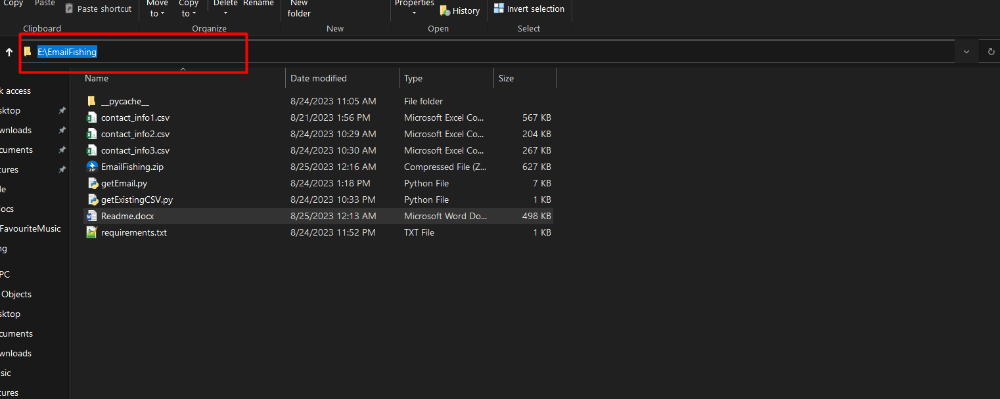 Copy Paste Paste shortcut Move to Copy to Delete Rename New folder Properties History Invert selection
Clipboard Organize New Open Select
E:\EmailFishing
Name Date modified Type Size
__pycache__ 8/24/2023 11:05 AM File folder
contact_info1.csv 8/21/2023 1:56 PM Microsoft Excel Co... 567 KB
contact_info2.csv 8/24/2023 10:29 AM Microsoft Excel Co... 204 KB
contact_info3.csv 8/24/2023 10:30 AM Microsoft Excel Co... 267 KB
EmailFishing.zip 8/25/2023 12:16 AM Compressed File (Z... 627 KB
getEmail.py 8/24/2023 1:18 PM Python File 7 KB
getExistingCSV.py 8/24/2023 10:33 PM Python File 1 KB
Readme.docx 8/25/2023 12:13 AM Microsoft Word Do... 498 KB
requirements.txt 8/24/2023 11:52 PM TXT File 1 KB
k access
sktop
wnloads
cuments
tures
le
ocs
FavouriteMusic
ng
PC
Objects
sktop
cuments
wnloads
sic
tures